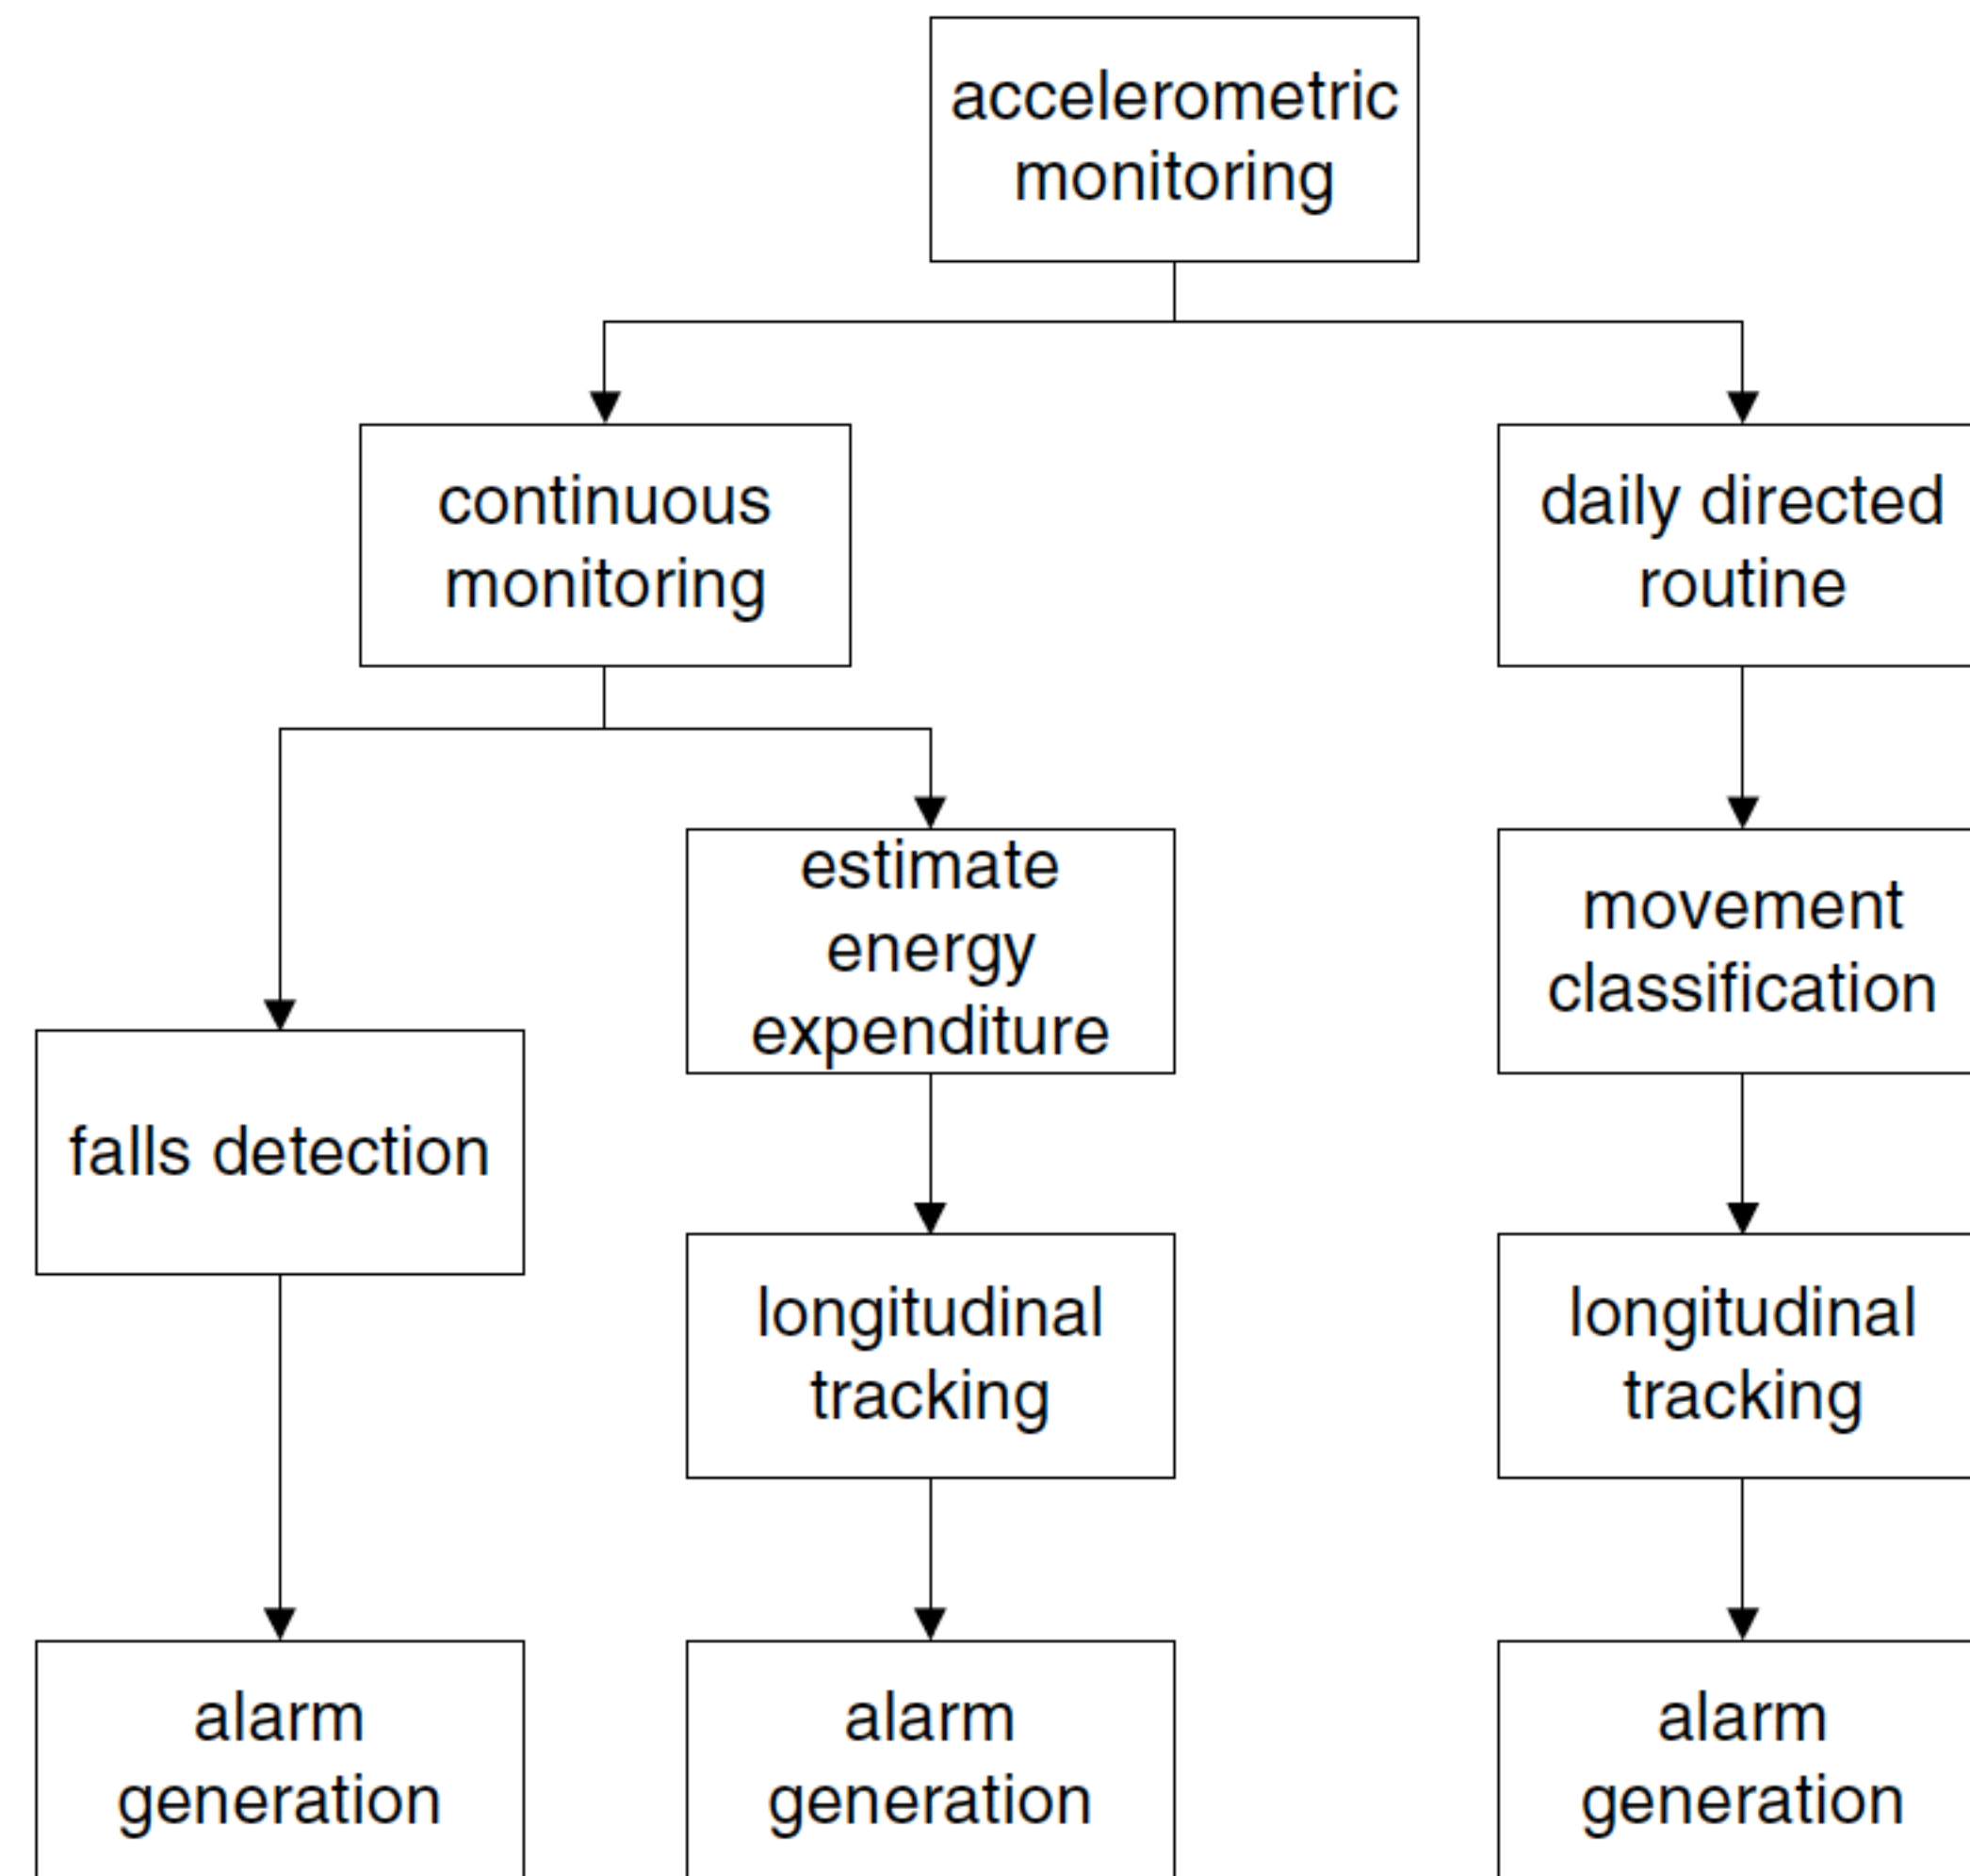 accelerometric
monitoring
continuous
monitoring
daily directed
routine
estimate
energy
expenditure
movement
classification
falls detection
longitudinal
tracking
longitudinal
tracking
alarm
generation
alarm
generation
alarm
generation